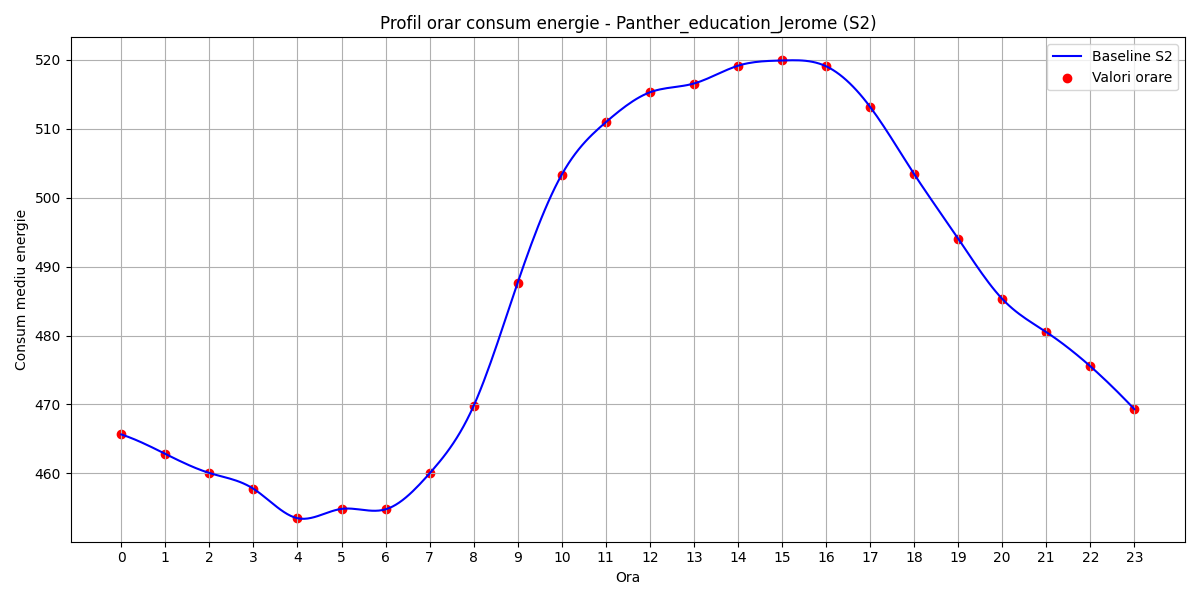 Profil orar consum energie - Panther_education_Jerome (S2)
Baseline S2
Valori orare
Consum mediu energie
520
510
500
490
480
470
460
0 1 2 3 4 5 6 7 8 9 10 11 12 13 14 15 16 17 18 19 20 21 22 23
Ora